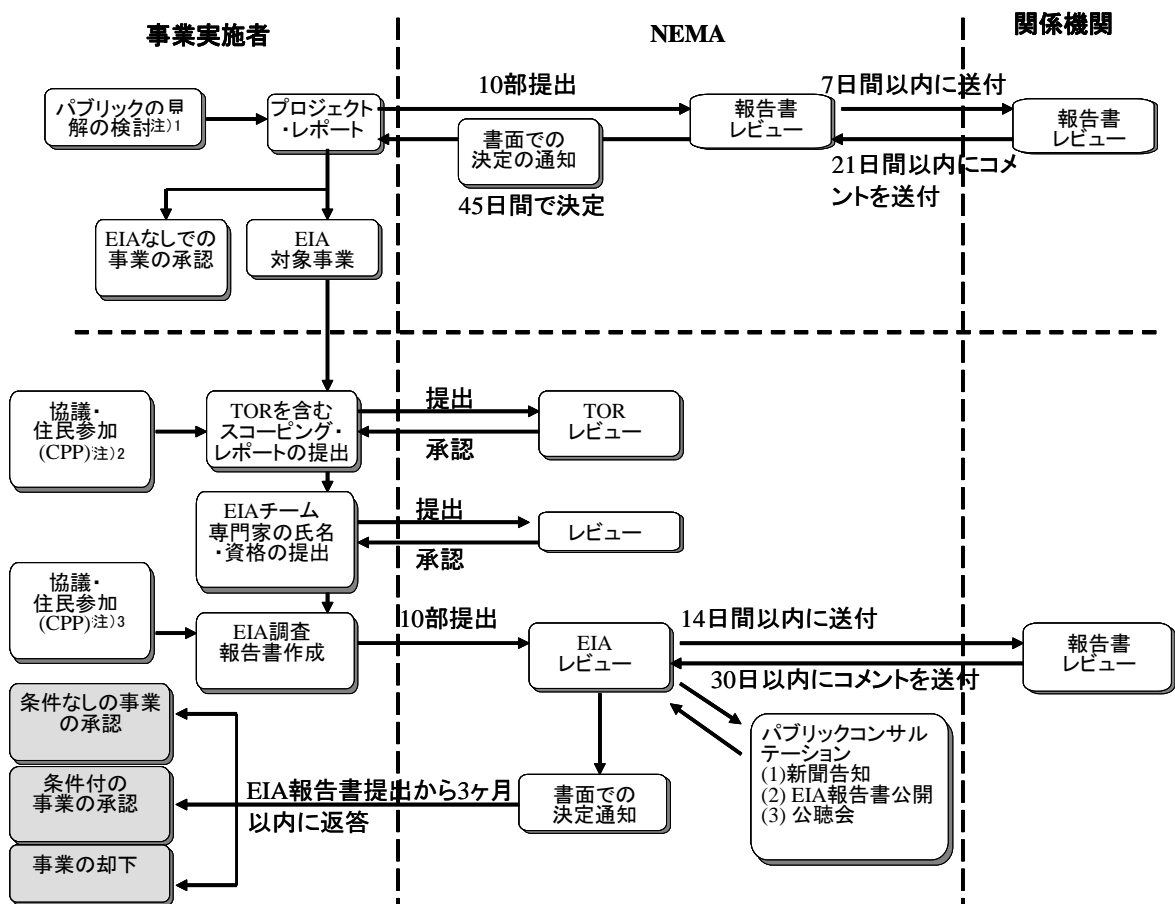 事業実施者
NEMA
関係機関
パブリックの見
解の検討注)1
プロジェクト
・レポート
10部提出
報告書
レビュー
7日間以内に送付
報告書
レビュー
書面での
決定の通知
45日間で決定
21日間以内にコメ
ントを送付
EIAなしでの
事業の承認
EIA
対象事業
協議・
住民参加
(CPP)注)2
TORを含む
スコーピング・
レポートの提出
提出
承認
TOR
レビュー
EIAチーム
専門家の氏名
・資格の提出
提出
承認
レビュー
協議・
住民参加
(CPP)注)3
EIA調査
報告書作成
10部提出
EIA
レビュー
14日間以内に送付
30日以内にコメントを送付
報告書
レビュー
パブリックコンサル
テーション
(1)新聞告知
(2) EIA報告書公開
(3) 公聴会
書面での
決定通知
EIA報告書提出から3ヶ月
以内に返答
条件なしの事業
の承認
条件付の
事業の承認
事業の却下